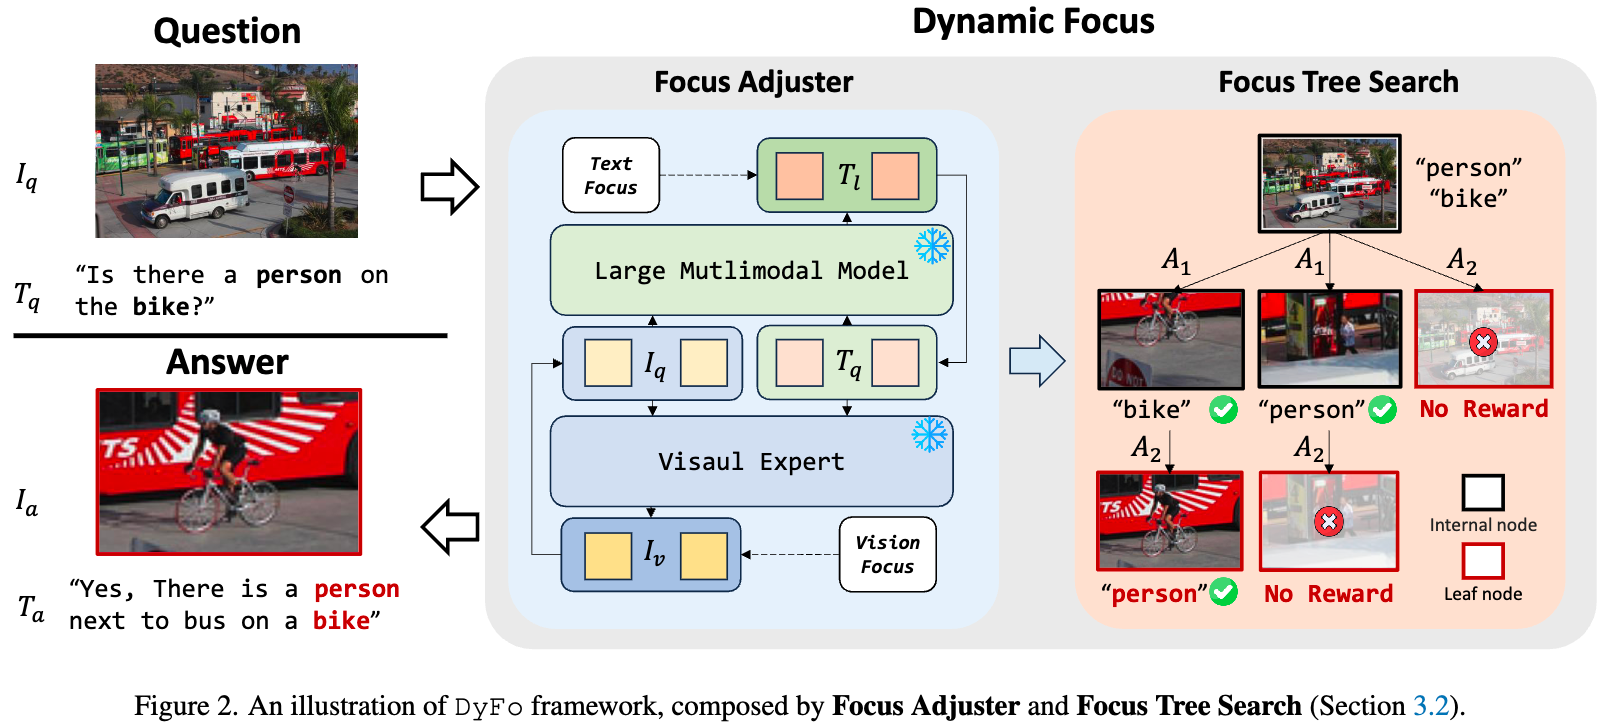 Dynamic Focus
Question
I_q
T_q
“Is there a person on
the bike?”
Answer
TS
I_a
T_a
“Yes, There is a person
next to bus on a bike”
Focus Adjuster
Text
Focus
T_l
Large Mutlimodal Model
I_q
T_q
Visaul Expert
I_v
Vision
Focus
Focus Tree Search
“person”
“bike”
A_1
A_1
A_2
DO NOT
“bike”
“person”
No Reward
A_2
A_2
TS
“person”
No Reward
Internal node
Leaf node
Figure 2. An illustration of DyFo framework, composed by Focus Adjuster and Focus Tree Search (Section 3.2).